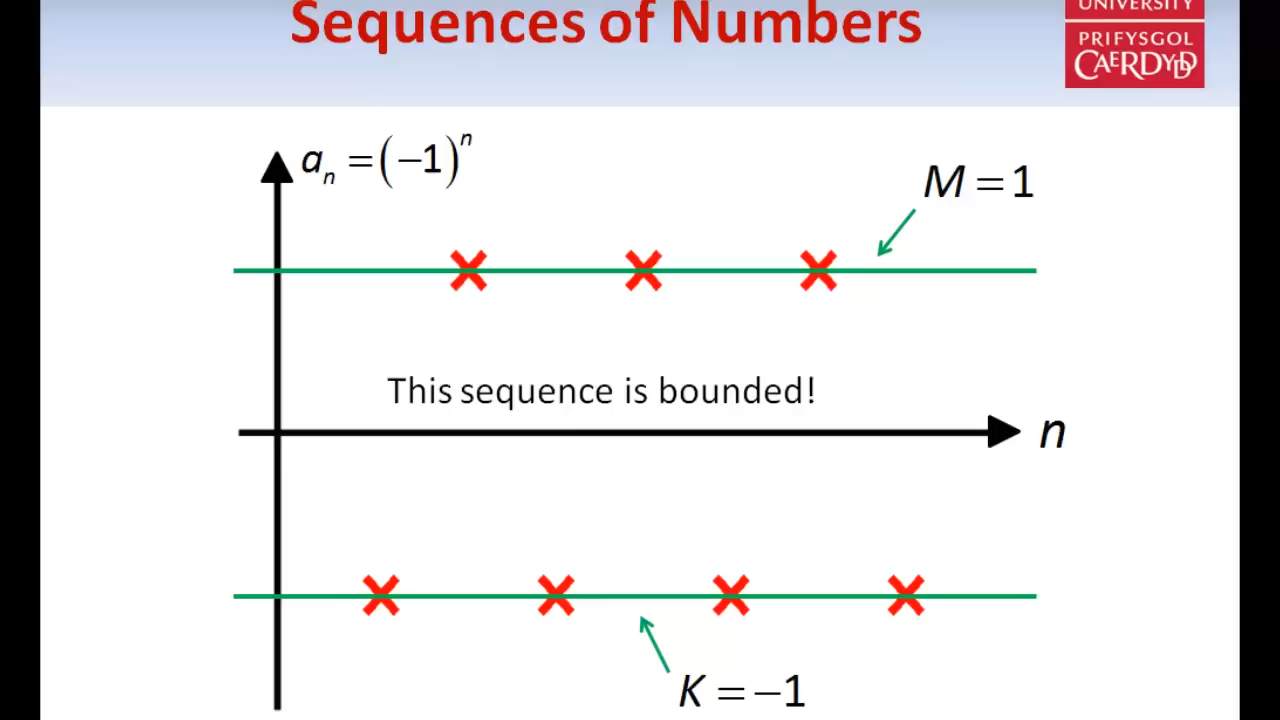 Sequences of Numbers
UNIVERSITY
PRIFYSGOL
CAERDYDD
aₙ = (−1)ⁿ
M = 1
This sequence is bounded!
n
K = −1